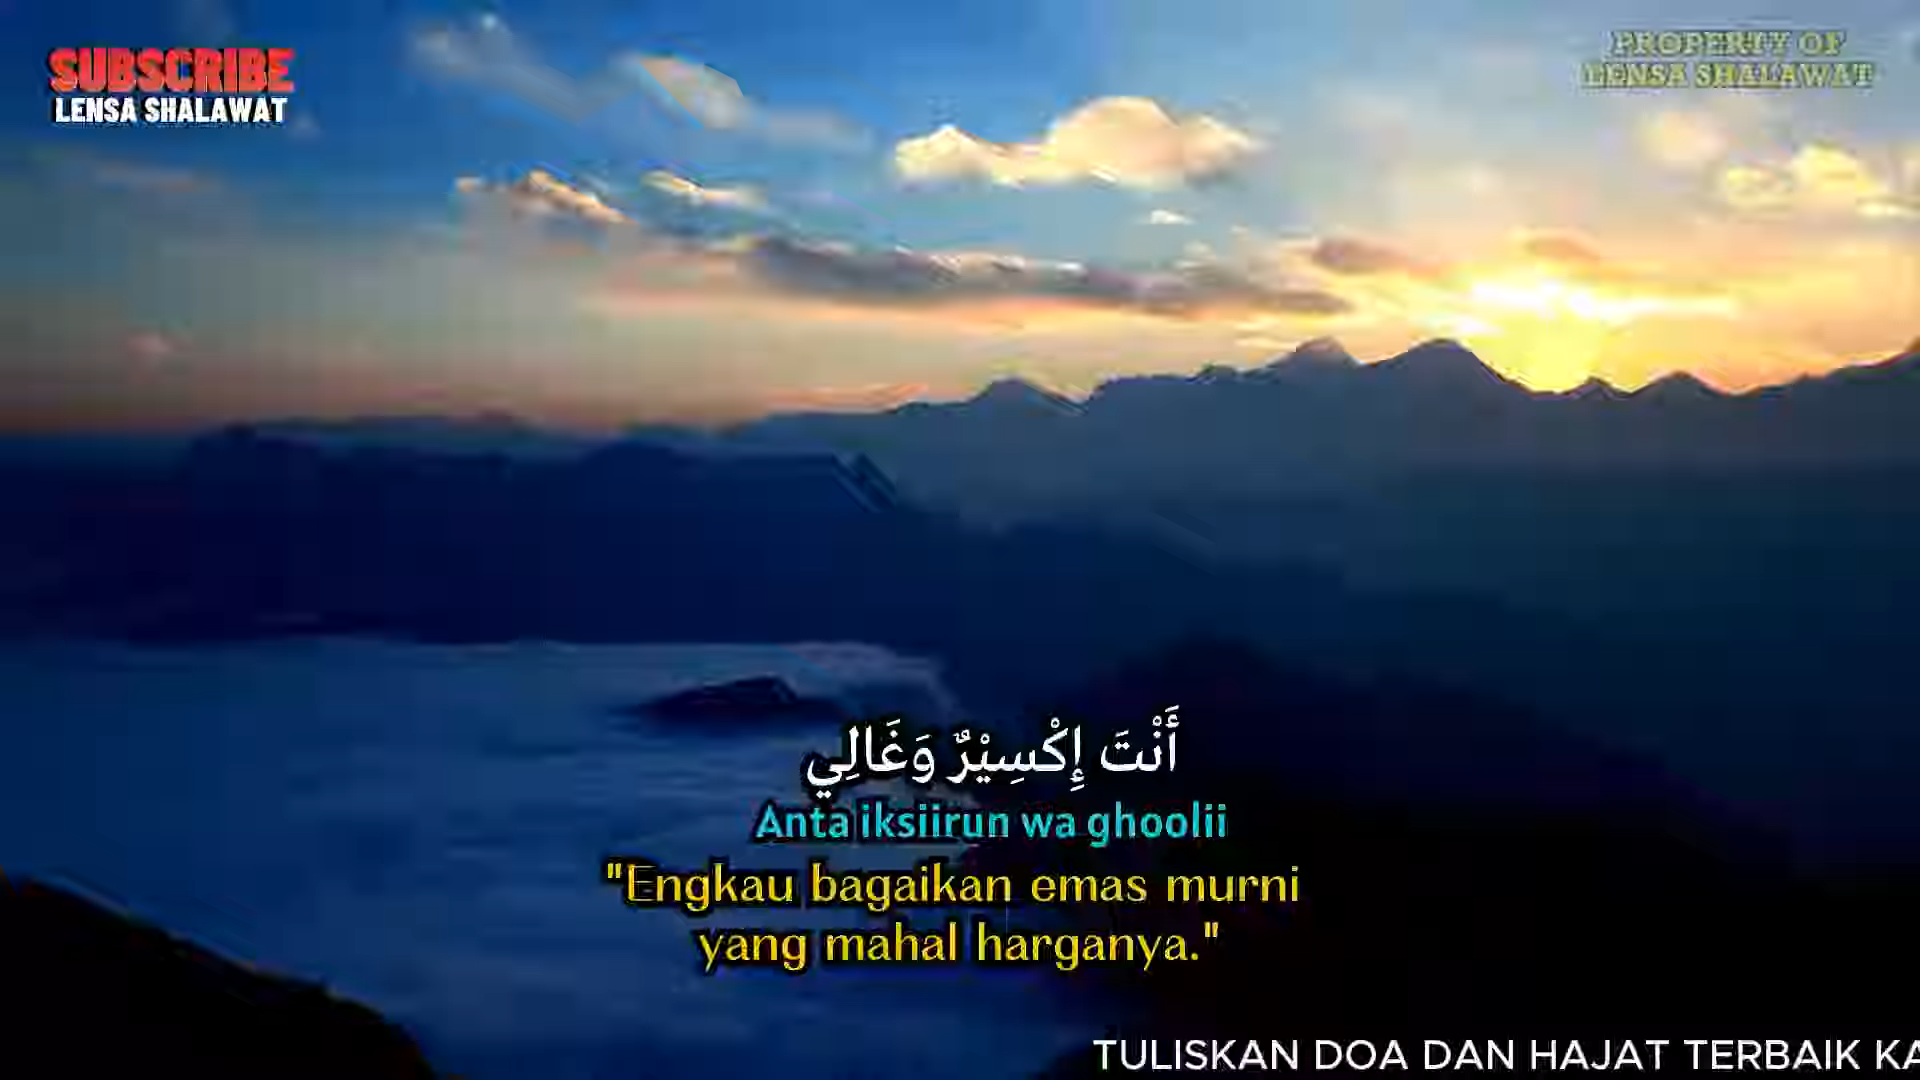 SUBSCRIBE
LENSA SHALAWAT
PROPERTY OF
LENSA SHALAWAT
أَنْتَ إِكْسِيْرٌ وَغَالِي
Anta iksiirun wa ghoolii
"Engkau bagaikan emas murni
yang mahal harganya."
TULISKAN DOA DAN HAJAT TERBAIK KA